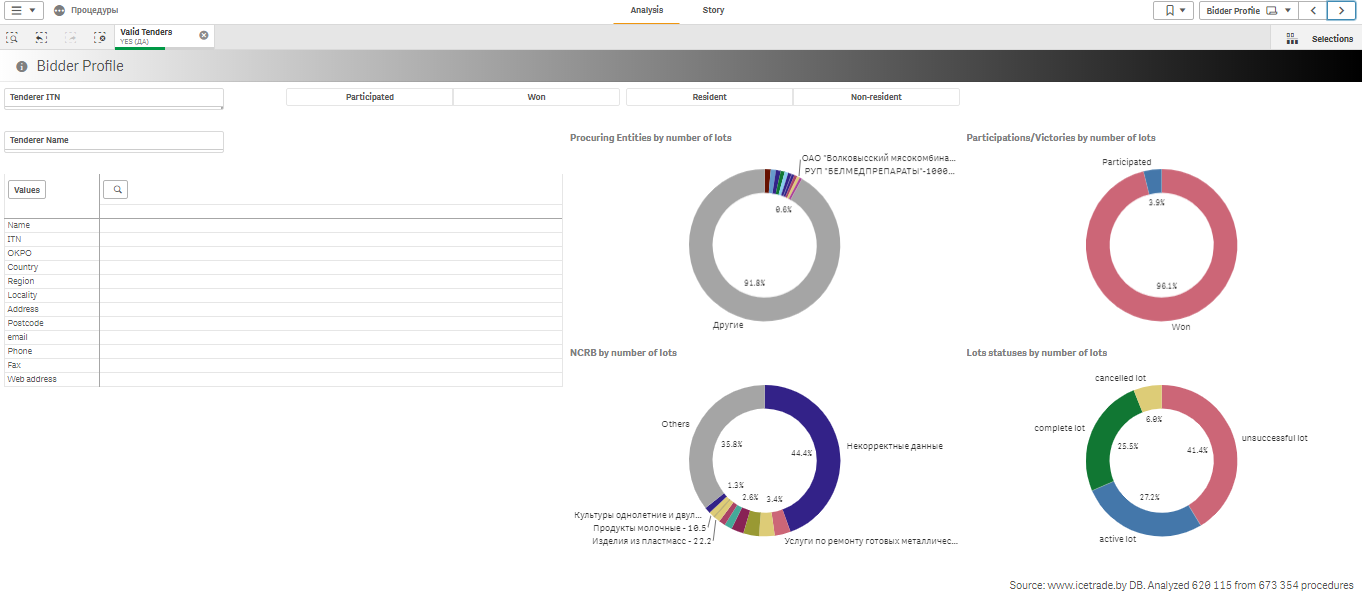 Процедуры
Analysis
Story
Bidder Profile
Valid Tenders
YES (ДА)
Selections
Bidder Profile
Tenderer ITN
Participated
Won
Resident
Non-resident
Tenderer Name
Values
Name
ITN
OKPO
Country
Region
Locality
Address
Postcode
email
Phone
Fax
Web address
Procuring Entities by number of lots
ОАО "Волковысский мясокомбина...
РУП "БЕЛМЕДПРЕПАРАТЫ"-1000...
0.6%
91.8%
Другие
Participations/Victories by number of lots
Participated
3.9%
96.1%
Won
NCRB by number of lots
Others
35.8%
44.4%
Некорректные данные
1.3%
2.6%
3.4%
Культуры однолетние и двул...
Продукты молочные - 10.5
Изделия из пластмасс - 22.2
Услуги по ремонту готовых металличес...
Lots statuses by number of lots
cancelled lot
6.0%
complete lot
25.5%
41.4%
unsuccessful lot
27.2%
active lot
Source: www.icetrade.by DB. Analyzed 620 115 from 673 354 procedures